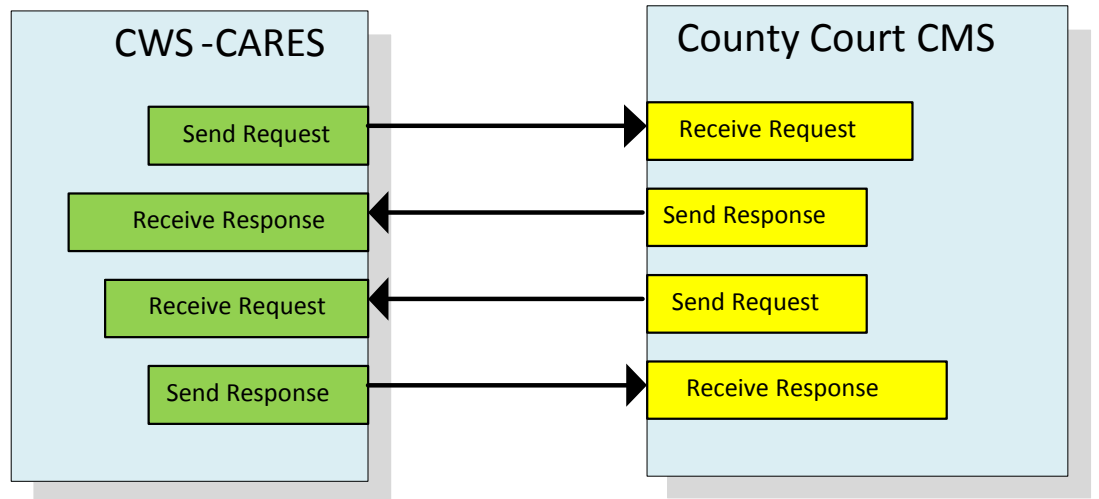 CWS -CARES
Send Request
Receive Response
Receive Request
Send Response
County Court CMS
Receive Request
Send Response
Send Request
Receive Response